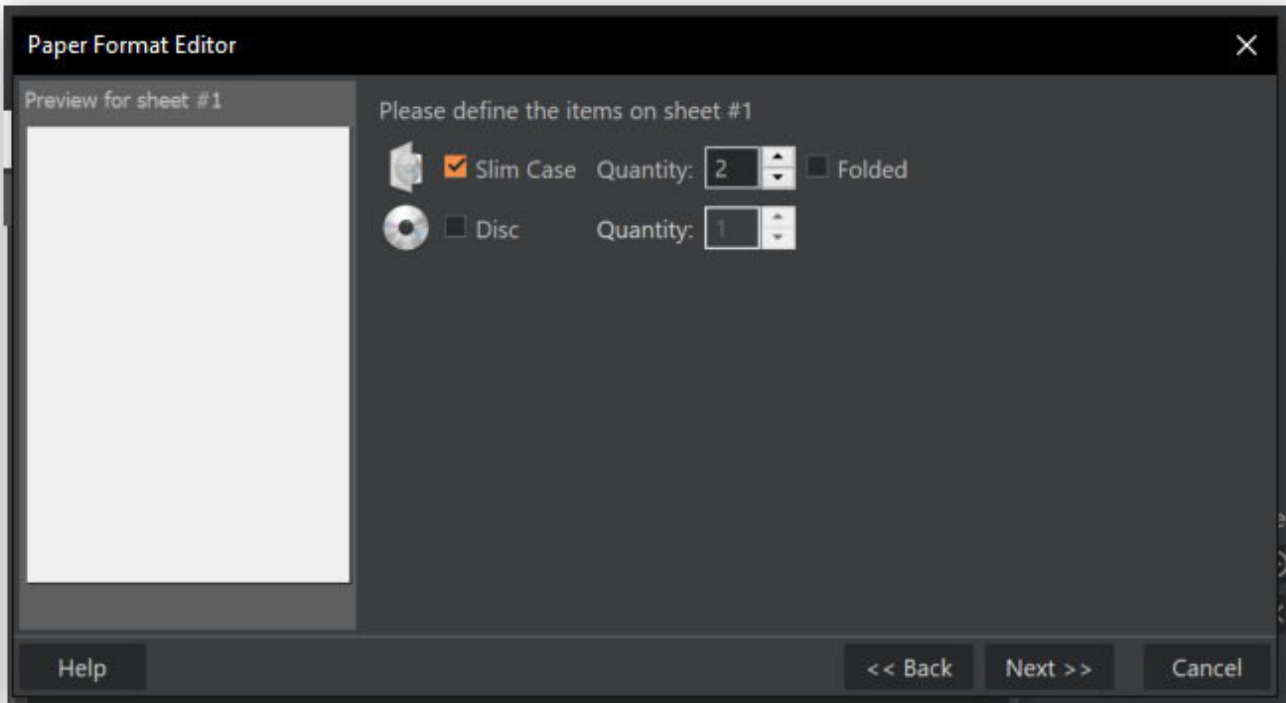 Paper Format Editor
Preview for sheet #1
Please define the items on sheet #1
Slim Case Quantity: 2 Folded
Disc Quantity: 1
Help << Back Next >> Cancel